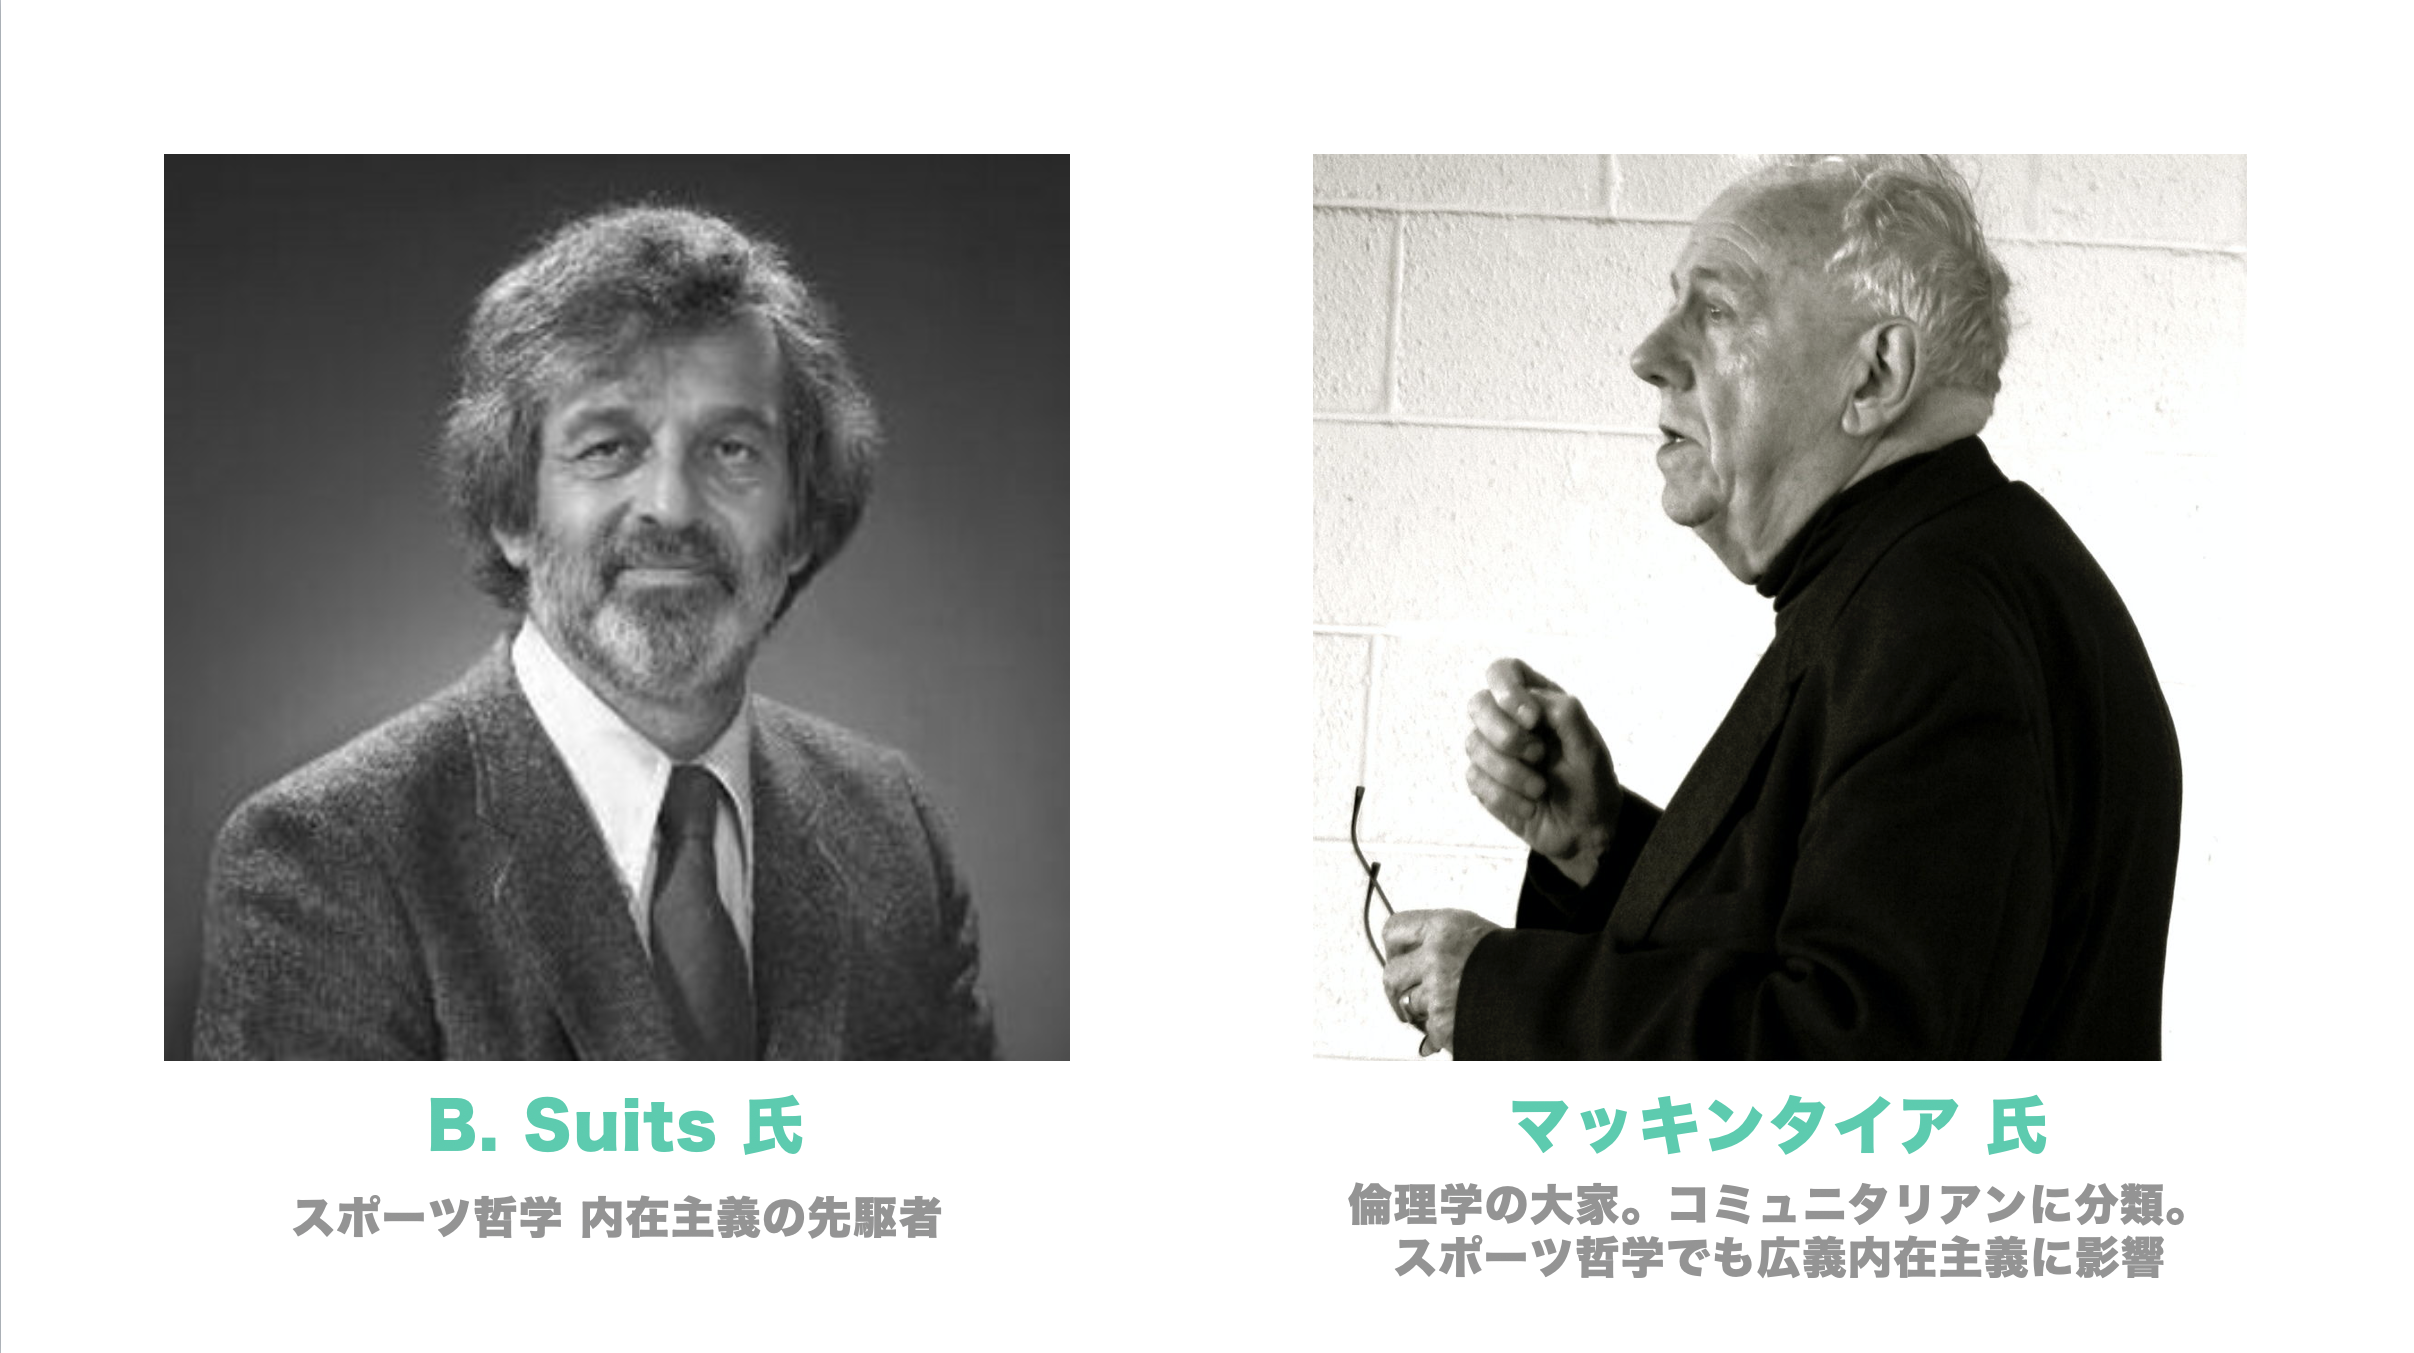 B. Suits 氏
スポーツ哲学 内在主義の先駆者
マッキンタイア 氏
倫理学の大家。コミュニタリアンに分類。
スポーツ哲学でも広義内在主義に影響